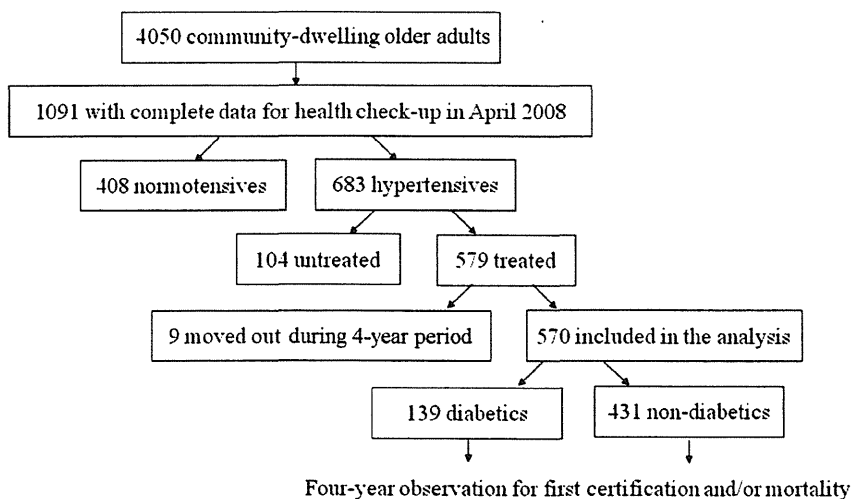 4050 community-dwelling older adults
1091 with complete data for health check-up in April 2008
408 normotensives
683 hypertensives
104 untreated
579 treated
9 moved out during 4-year period
570 included in the analysis
139 diabetics
431 non-diabetics
Four-year observation for first certification and/or mortality